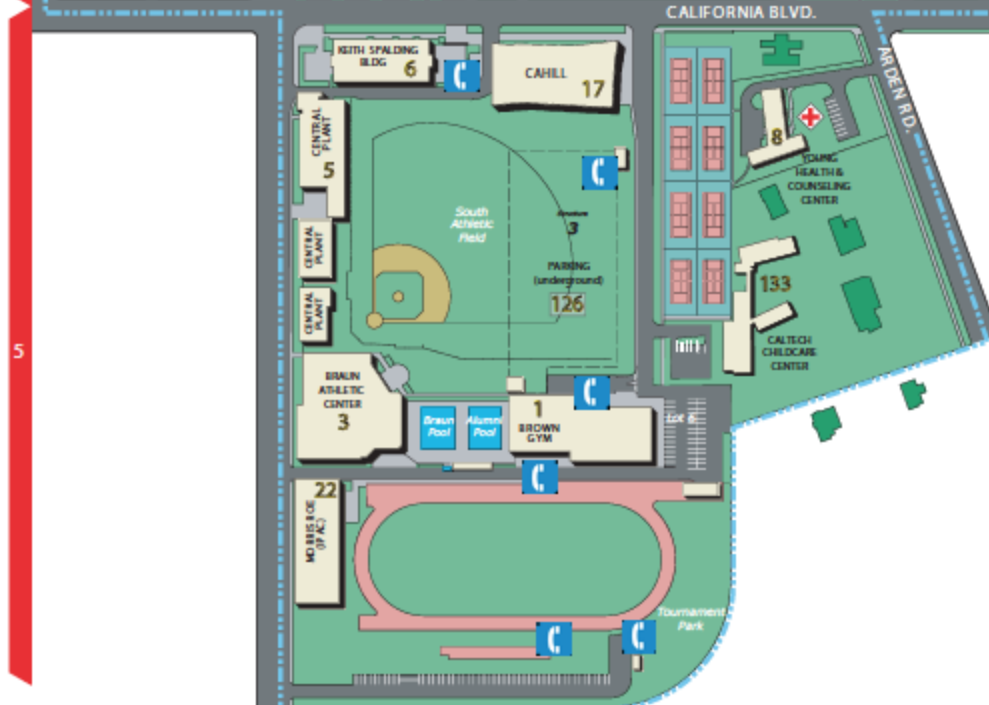 CALIFORNIA BLVD.
KEITH SPALDING
BLDG
6
CAHILL
17
ARDEN RD.
CENTRAL
PLANT
5
8
YOUNG
HEALTH &
COUNSELING
CENTER
South
Athletic
Field
Structure
3
PARKING
(underground)
126
CENTRAL
PLANT
133
CENTRAL
PLANT
CALTECH
CHILDCARE
CENTER
5
BRAUN
ATHLETIC
CENTER
3
Braun
Pool
Alumni
Pool
1
BROWN
GYM
Lot 6
22
Tournament
Park